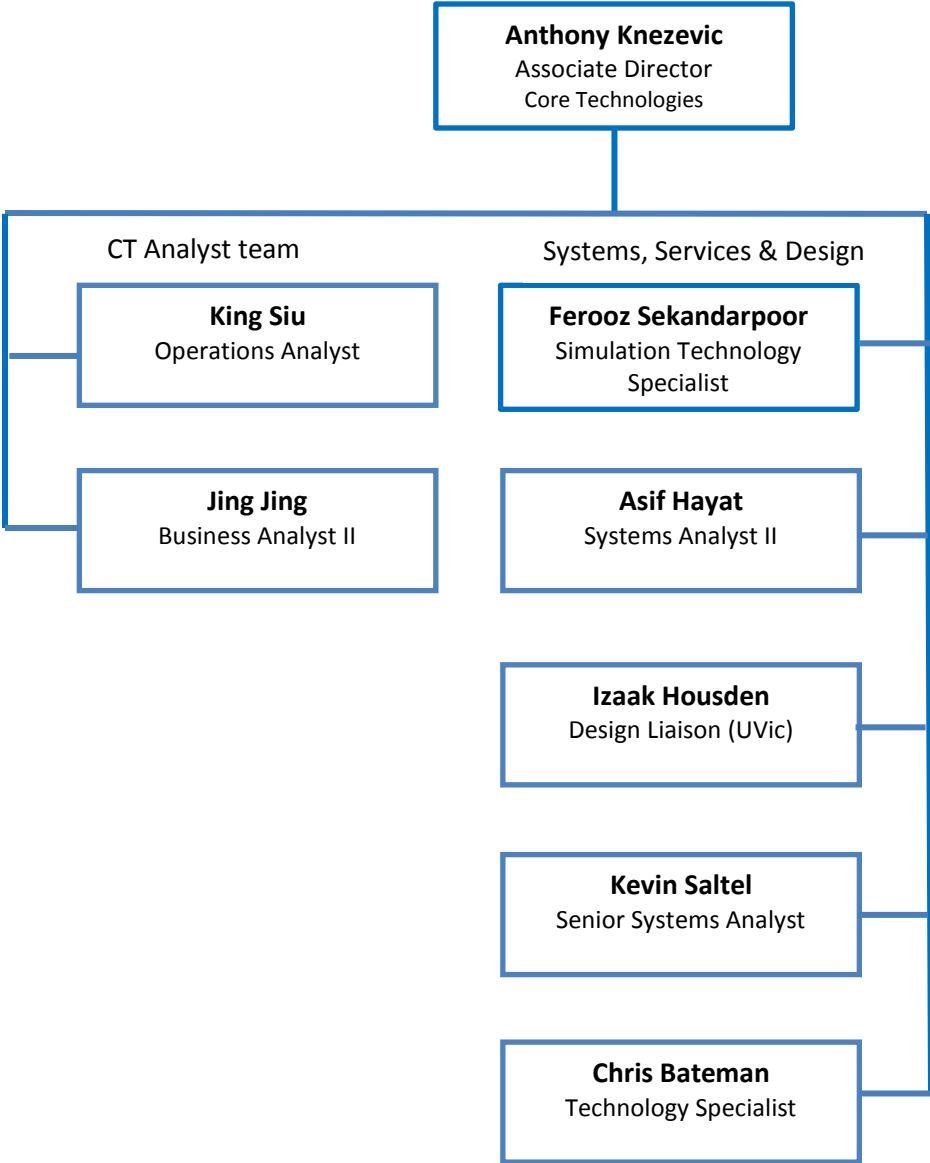 Anthony Knezevic
Associate Director
Core Technologies
CT Analyst team
King Siu
Operations Analyst
Jing Jing
Business Analyst II
Systems, Services & Design
Ferooz Sekandarpoor
Simulation Technology
Specialist
Asif Hayat
Systems Analyst II
Izaak Housden
Design Liaison (UVic)
Kevin Saltel
Senior Systems Analyst
Chris Bateman
Technology Specialist